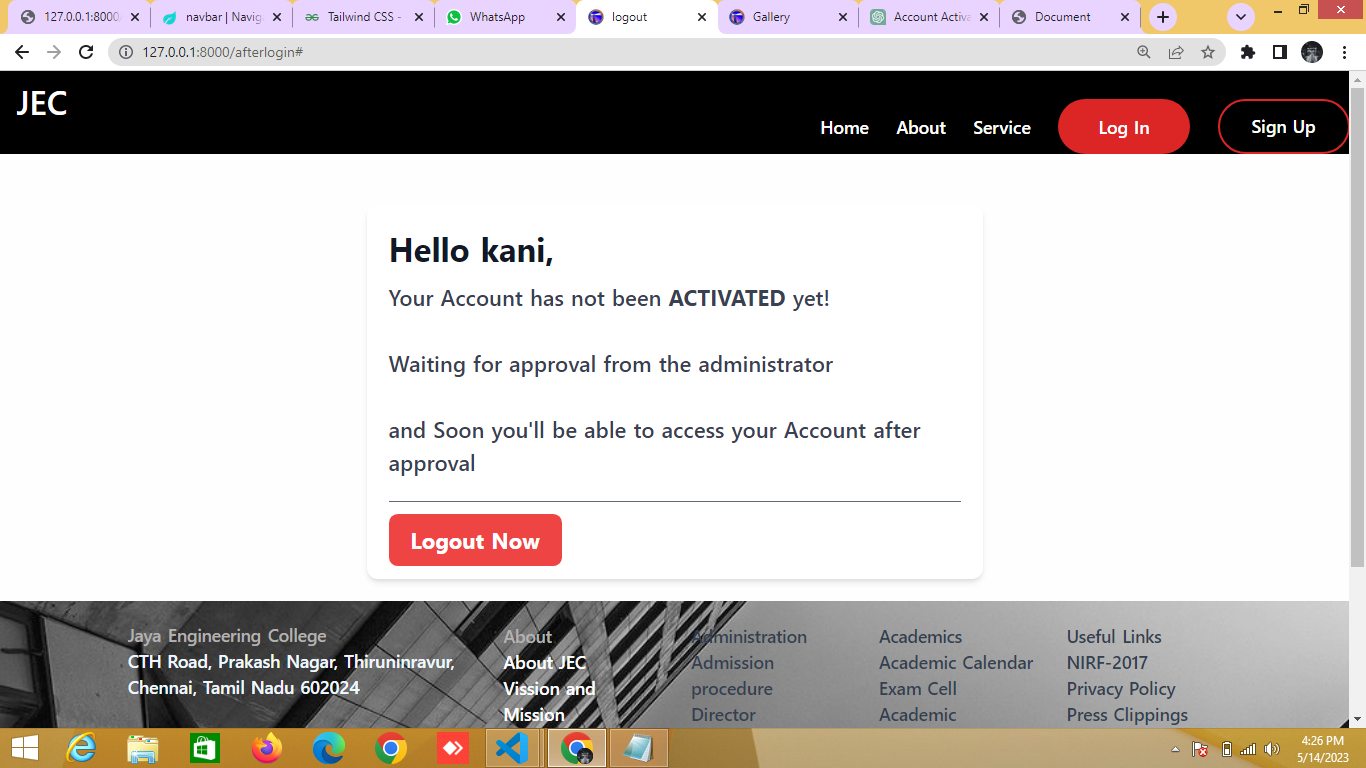 127.0.0.1:8000/
navbar | Navig
Tailwind CSS -
WhatsApp
logout
Gallery
Account Activa
Document
127.0.0.1:8000/afterlogin#
JEC
Home
About
Service
Log In
Sign Up
Hello kani,
Your Account has not been ACTIVATED yet!
Waiting for approval from the administrator
and Soon you'll be able to access your Account after
approval
Logout Now
Jaya Engineering College
CTH Road, Prakash Nagar, Thiruninravur,
Chennai, Tamil Nadu 602024
About
About JEC
Vission and
Mission
Administration
Admission
procedure
Director
Academics
Academic Calendar
Exam Cell
Academic
Useful Links
NIRF-2017
Privacy Policy
Press Clippings
4:26 PM
5/14/2023